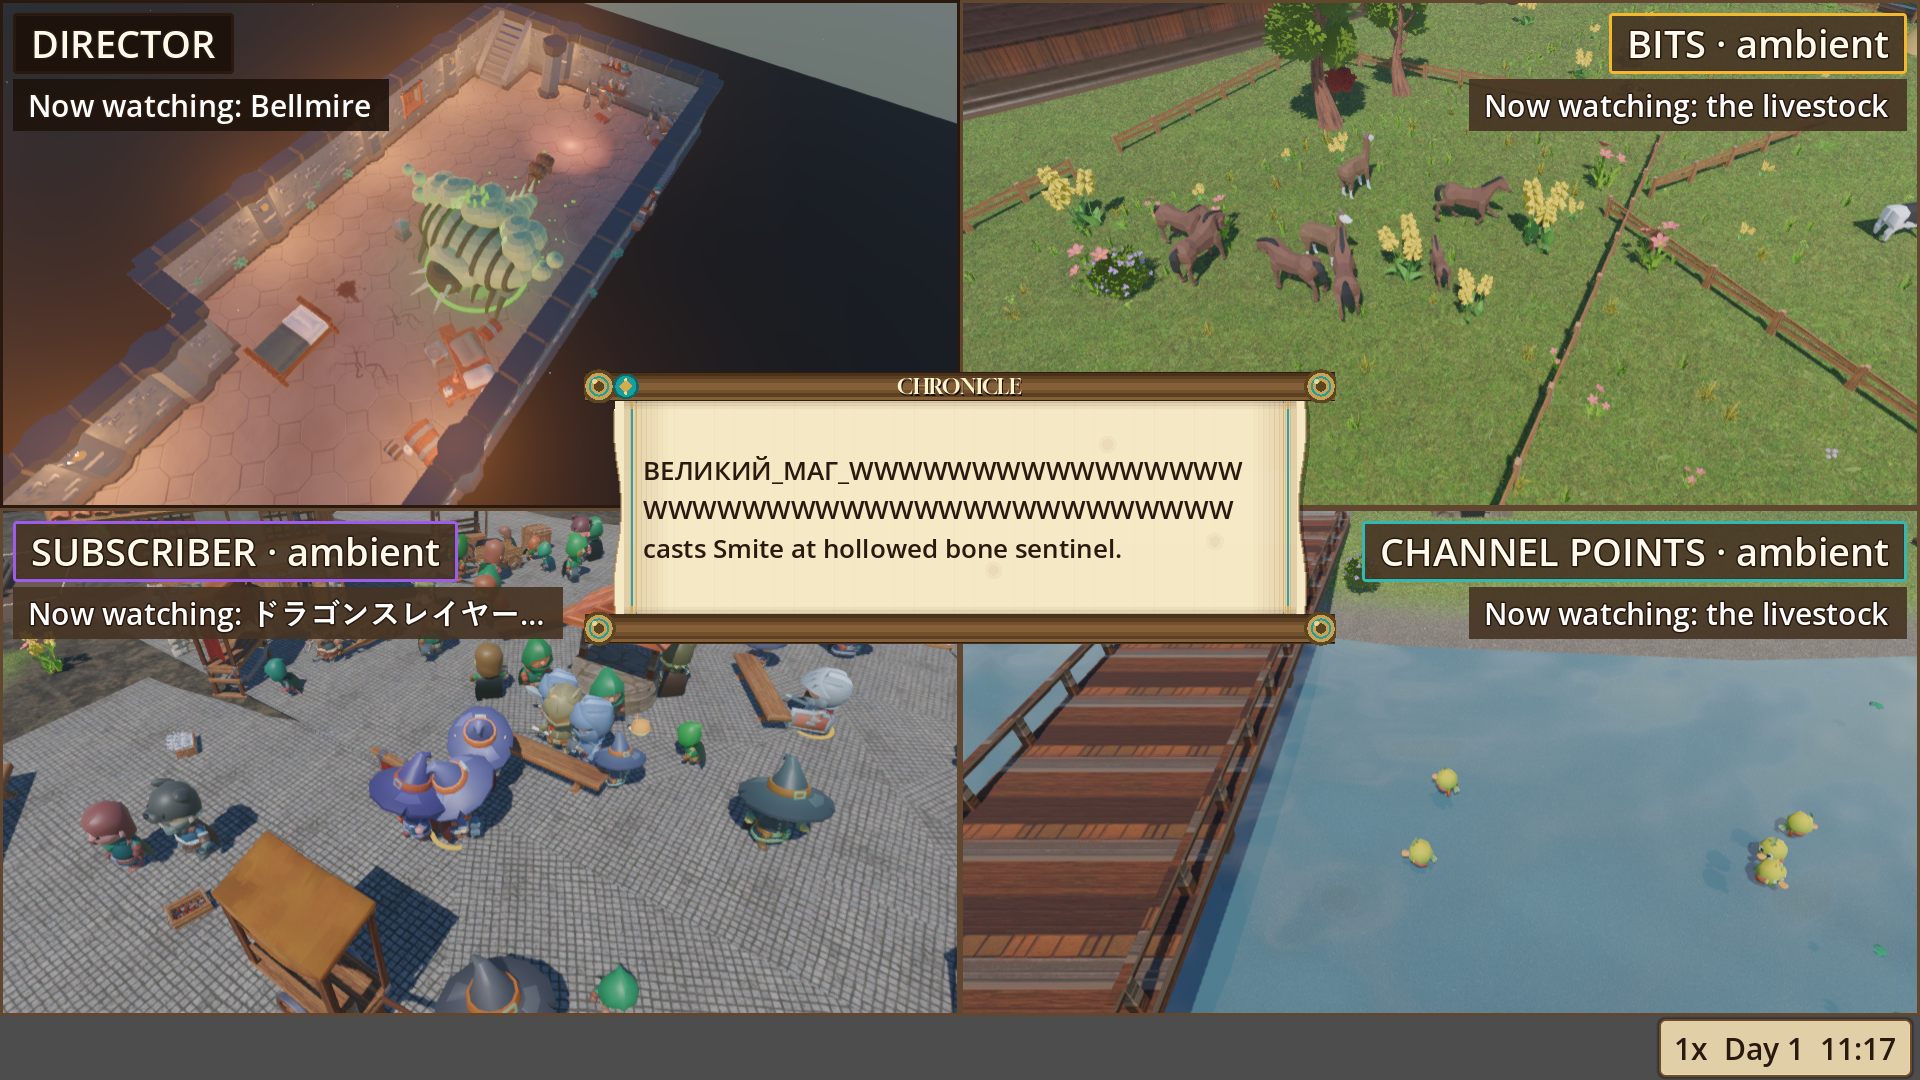 DIRECTOR
Now watching: Bellmire
BITS · ambient
Now watching: the livestock
CHRONICLE
ВЕЛИКИЙ_МАГ_WWWWWWWWWWWWWWWW
WWWWWWWWWWWWWWWWWWWWWWWW
casts Smite at hollowed bone sentinel.
SUBSCRIBER · ambient
Now watching: ドラゴンスレイヤー...
CHANNEL POINTS · ambient
Now watching: the livestock
1x Day 1 11:17